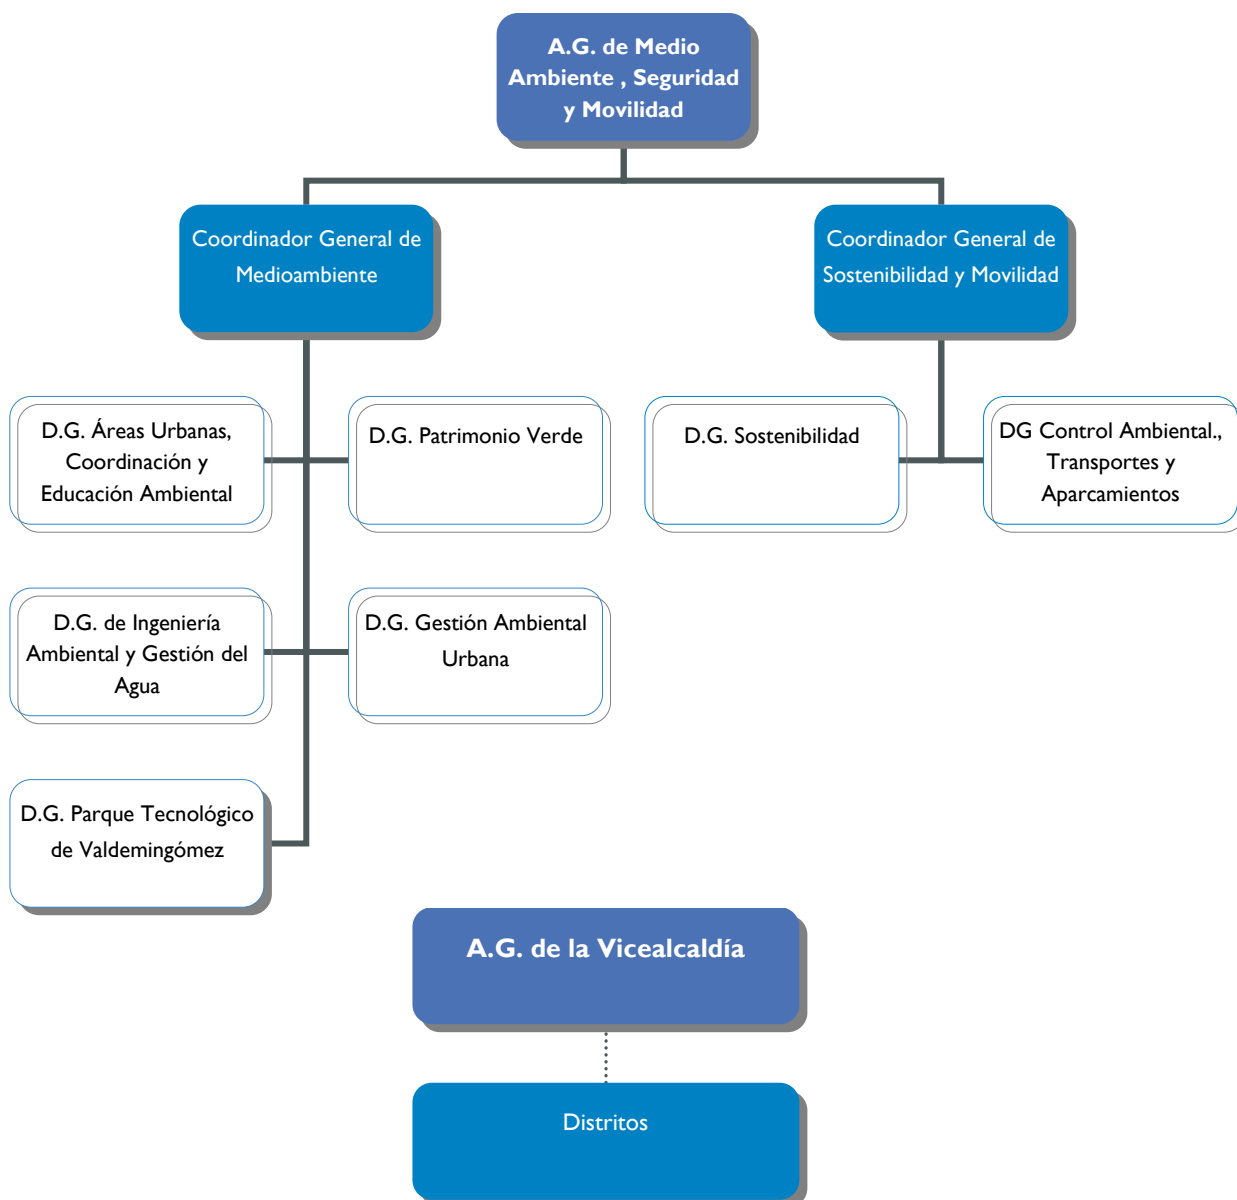 A.G. de Medio
Ambiente , Seguridad
y Movilidad
Coordinador General de
Medioambiente
Coordinador General de
Sostenibilidad y Movilidad
D.G. Áreas Urbanas,
Coordinación y
Educación Ambiental
D.G. Patrimonio Verde
D.G. Sostenibilidad
DG Control Ambiental.,
Transportes y
Aparcamientos
D.G. de Ingeniería
Ambiental y Gestión del
Agua
D.G. Gestión Ambiental
Urbana
D.G. Parque Tecnológico
de Valdemingómez
A.G. de la Vicealcaldía
Distritos